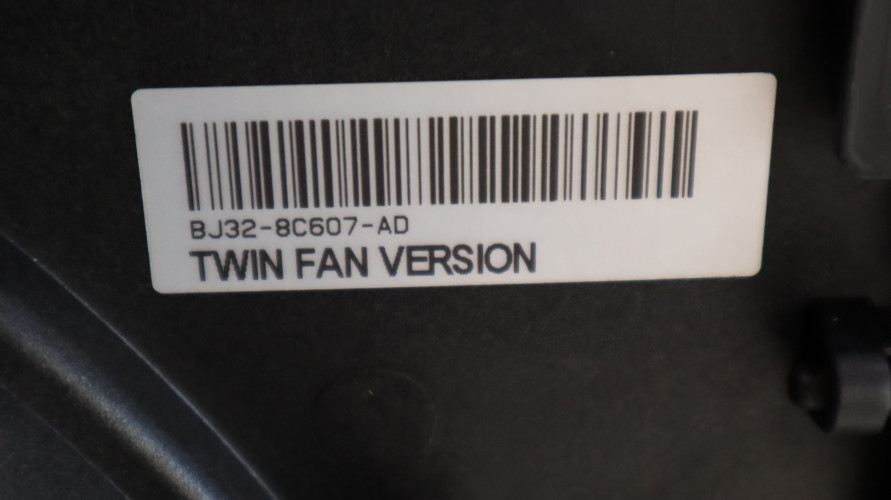 BJ32-8C607-AD
TWIN FAN VERSION